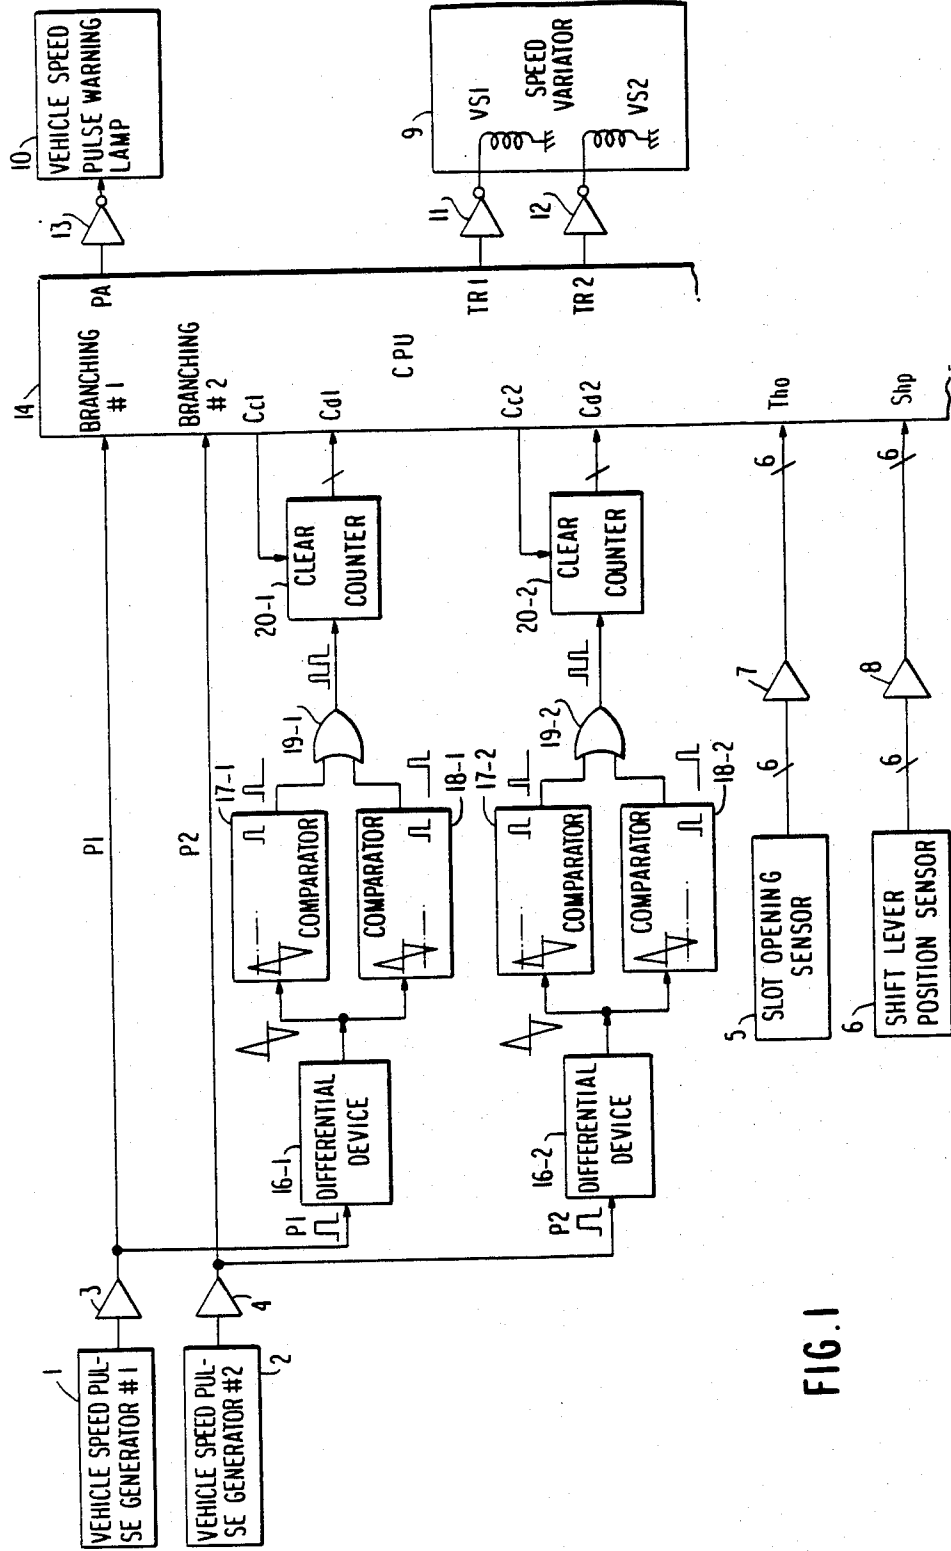 1
VEHICLE SPEED PUL-
SE GENERATOR #1
3
P1
14
BRANCHING
#1
PA
13
10
VEHICLE SPEED
PULSE WARNING
LAMP
2
VEHICLE SPEED PUL-
SE GENERATOR #2
4
P2
BRANCHING
#2
P1
16-1
DIFFERENTIAL
DEVICE
17-1
COMPARATOR
COMPARATOR
18-1
19-1
20-1
CLEAR
COUNTER
Cc1
Cd1
CPU
TR1
11
9
VS1
SPEED
VARIATOR
TR2
12
VS2
P2
16-2
DIFFERENTIAL
DEVICE
17-2
COMPARATOR
COMPARATOR
18-2
19-2
20-2
CLEAR
COUNTER
Cc2
Cd2
5
SLOT OPENING
SENSOR
6
7
6
Tho
6
SHIFT LEVER
POSITION SENSOR
6
8
6
Shp
FIG.1